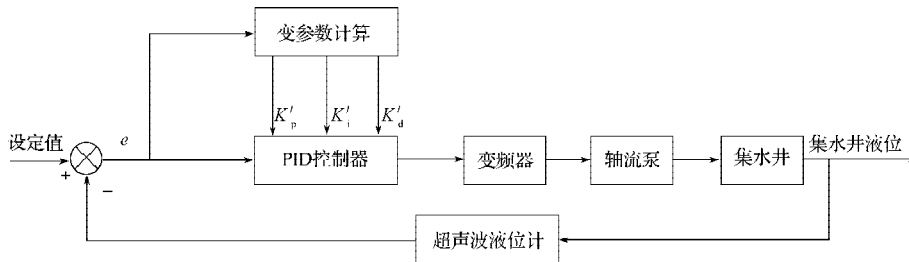 变参数计算
K′p K′i K′d
设定值
e
+
−
PID控制器
变频器
轴流泵
集水井
集水井液位
超声波液位计